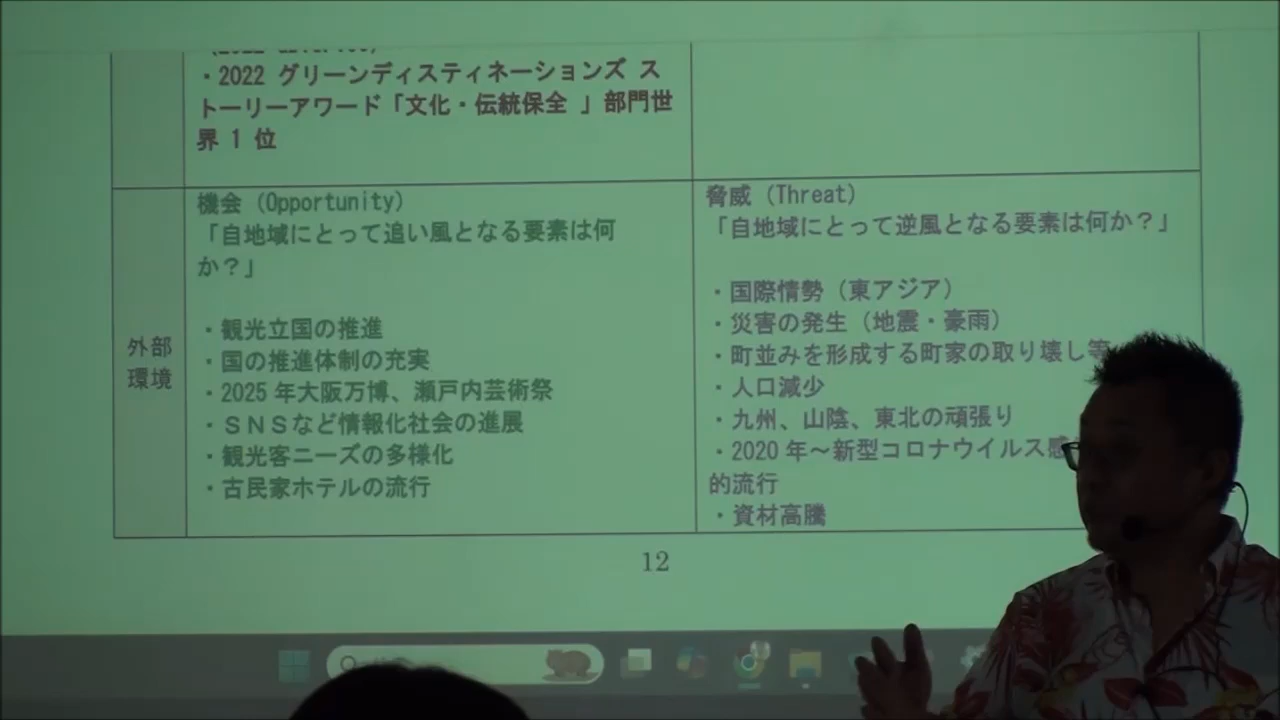 ・2022 グリーンディスティネーションズ ス
トーリーアワード「文化・伝統保全 」部門世
界 1 位
外部
環境
機会（Opportunity）
「自地域にとって追い風となる要素は何
か？」
・観光立国の推進
・国の推進体制の充実
・2025 年大阪万博、瀬戸内芸術祭
・ＳＮＳなど情報化社会の進展
・観光客ニーズの多様化
・古民家ホテルの流行
脅威（Threat）
「自地域にとって逆風となる要素は何か？」
・国際情勢（東アジア）
・災害の発生（地震・豪雨）
・町並みを形成する町家の取り壊し等
・人口減少
・九州、山陰、東北の頑張り
・2020 年～新型コロナウイルス感
的流行
・資材高騰
12